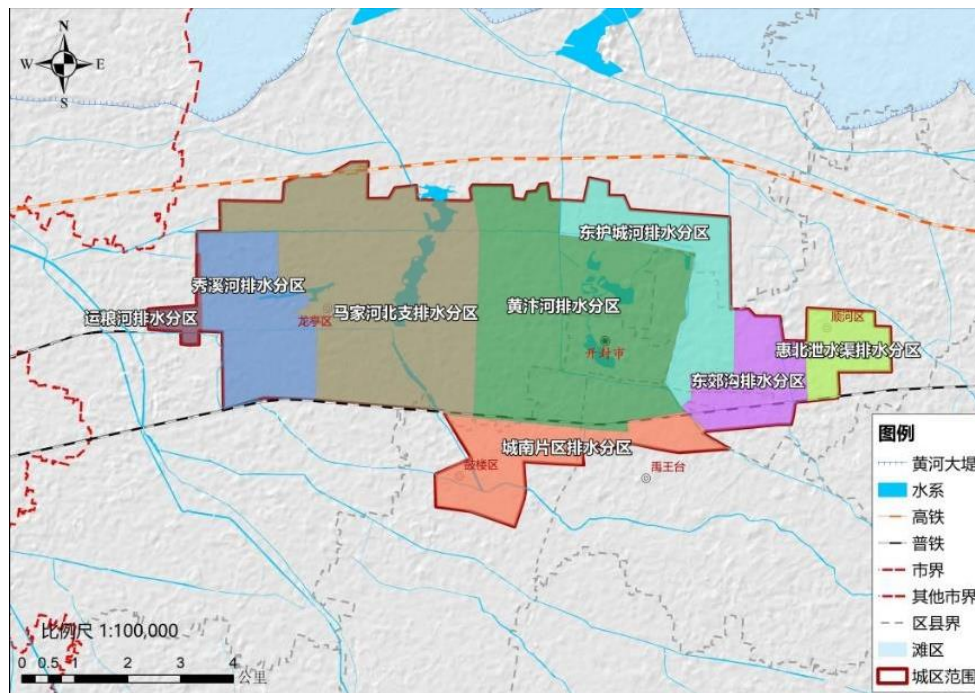 N
W
E
S
东护城河排水分区
秀溪河排水分区
运粮河排水分区
龙亭区
马家河北支排水分区
黄汴河排水分区
顺河区
开封市
惠北泄水渠排水分区
东郊沟排水分区
城南片区排水分区
鼓楼区
禹王台
图例
黄河大堤
水系
高铁
普铁
市界
其他市界
区县界
滩区
城区范围
比例尺 1:100,000
0 0.5 1 2 3 4
公里